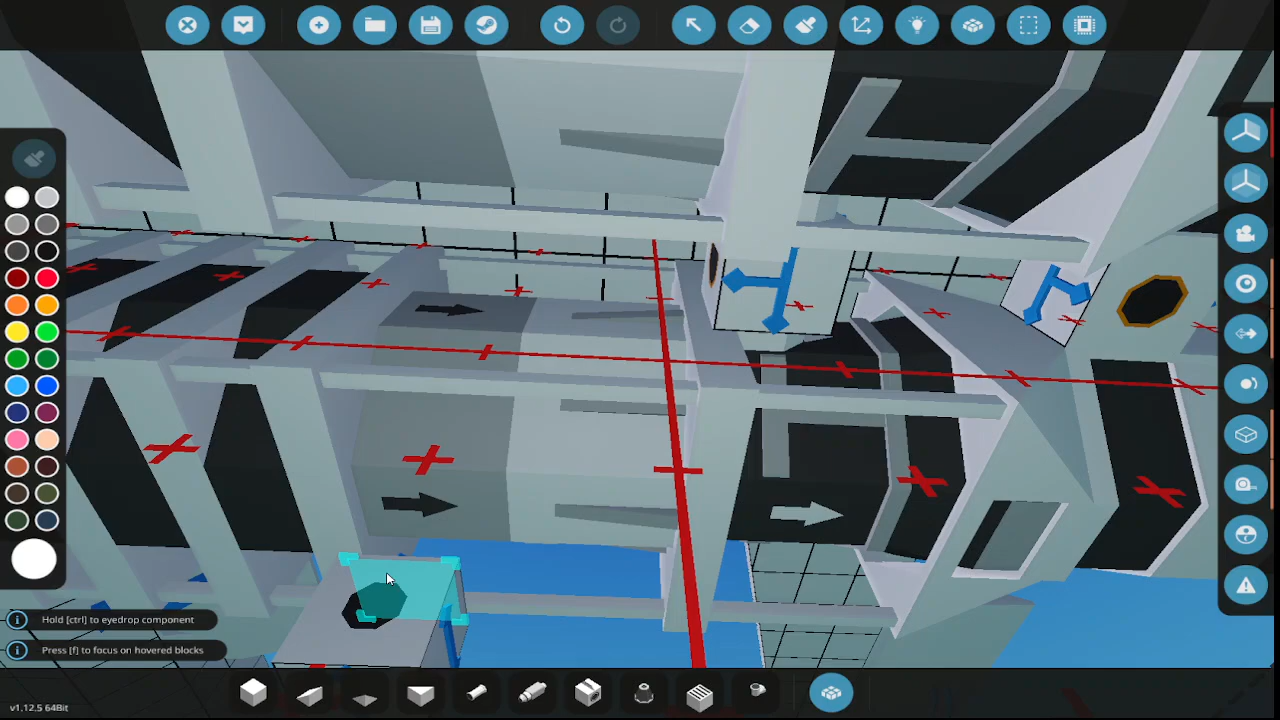 Hold [ctrl] to eyedrop component
Press [f] to focus on hovered blocks
v1.12.5 64Bit